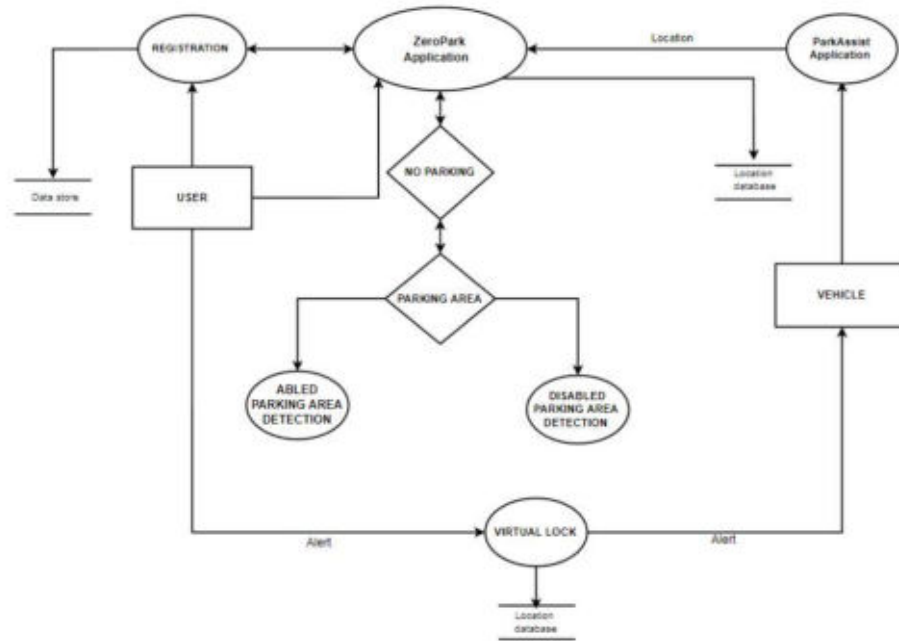 ZeroPark
Application
Location
ParkAssist
Application
REGISTRATION
NO PARKING
Data store
USER
Location
database
PARKING AREA
VEHICLE
ABLED
PARKING AREA
DETECTION
DISABLED
PARKING AREA
DETECTION
VIRTUAL LOCK
Alert
Alert
Location
database